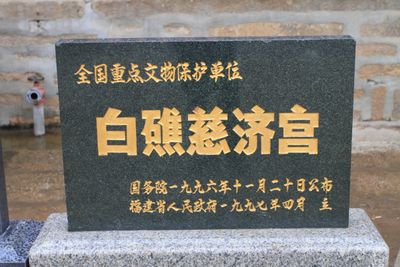 全国重点文物保护单位
白礁慈济宫
国务院一九九六年十一月二十日公布
福建省人民政府一九九七年四月 立